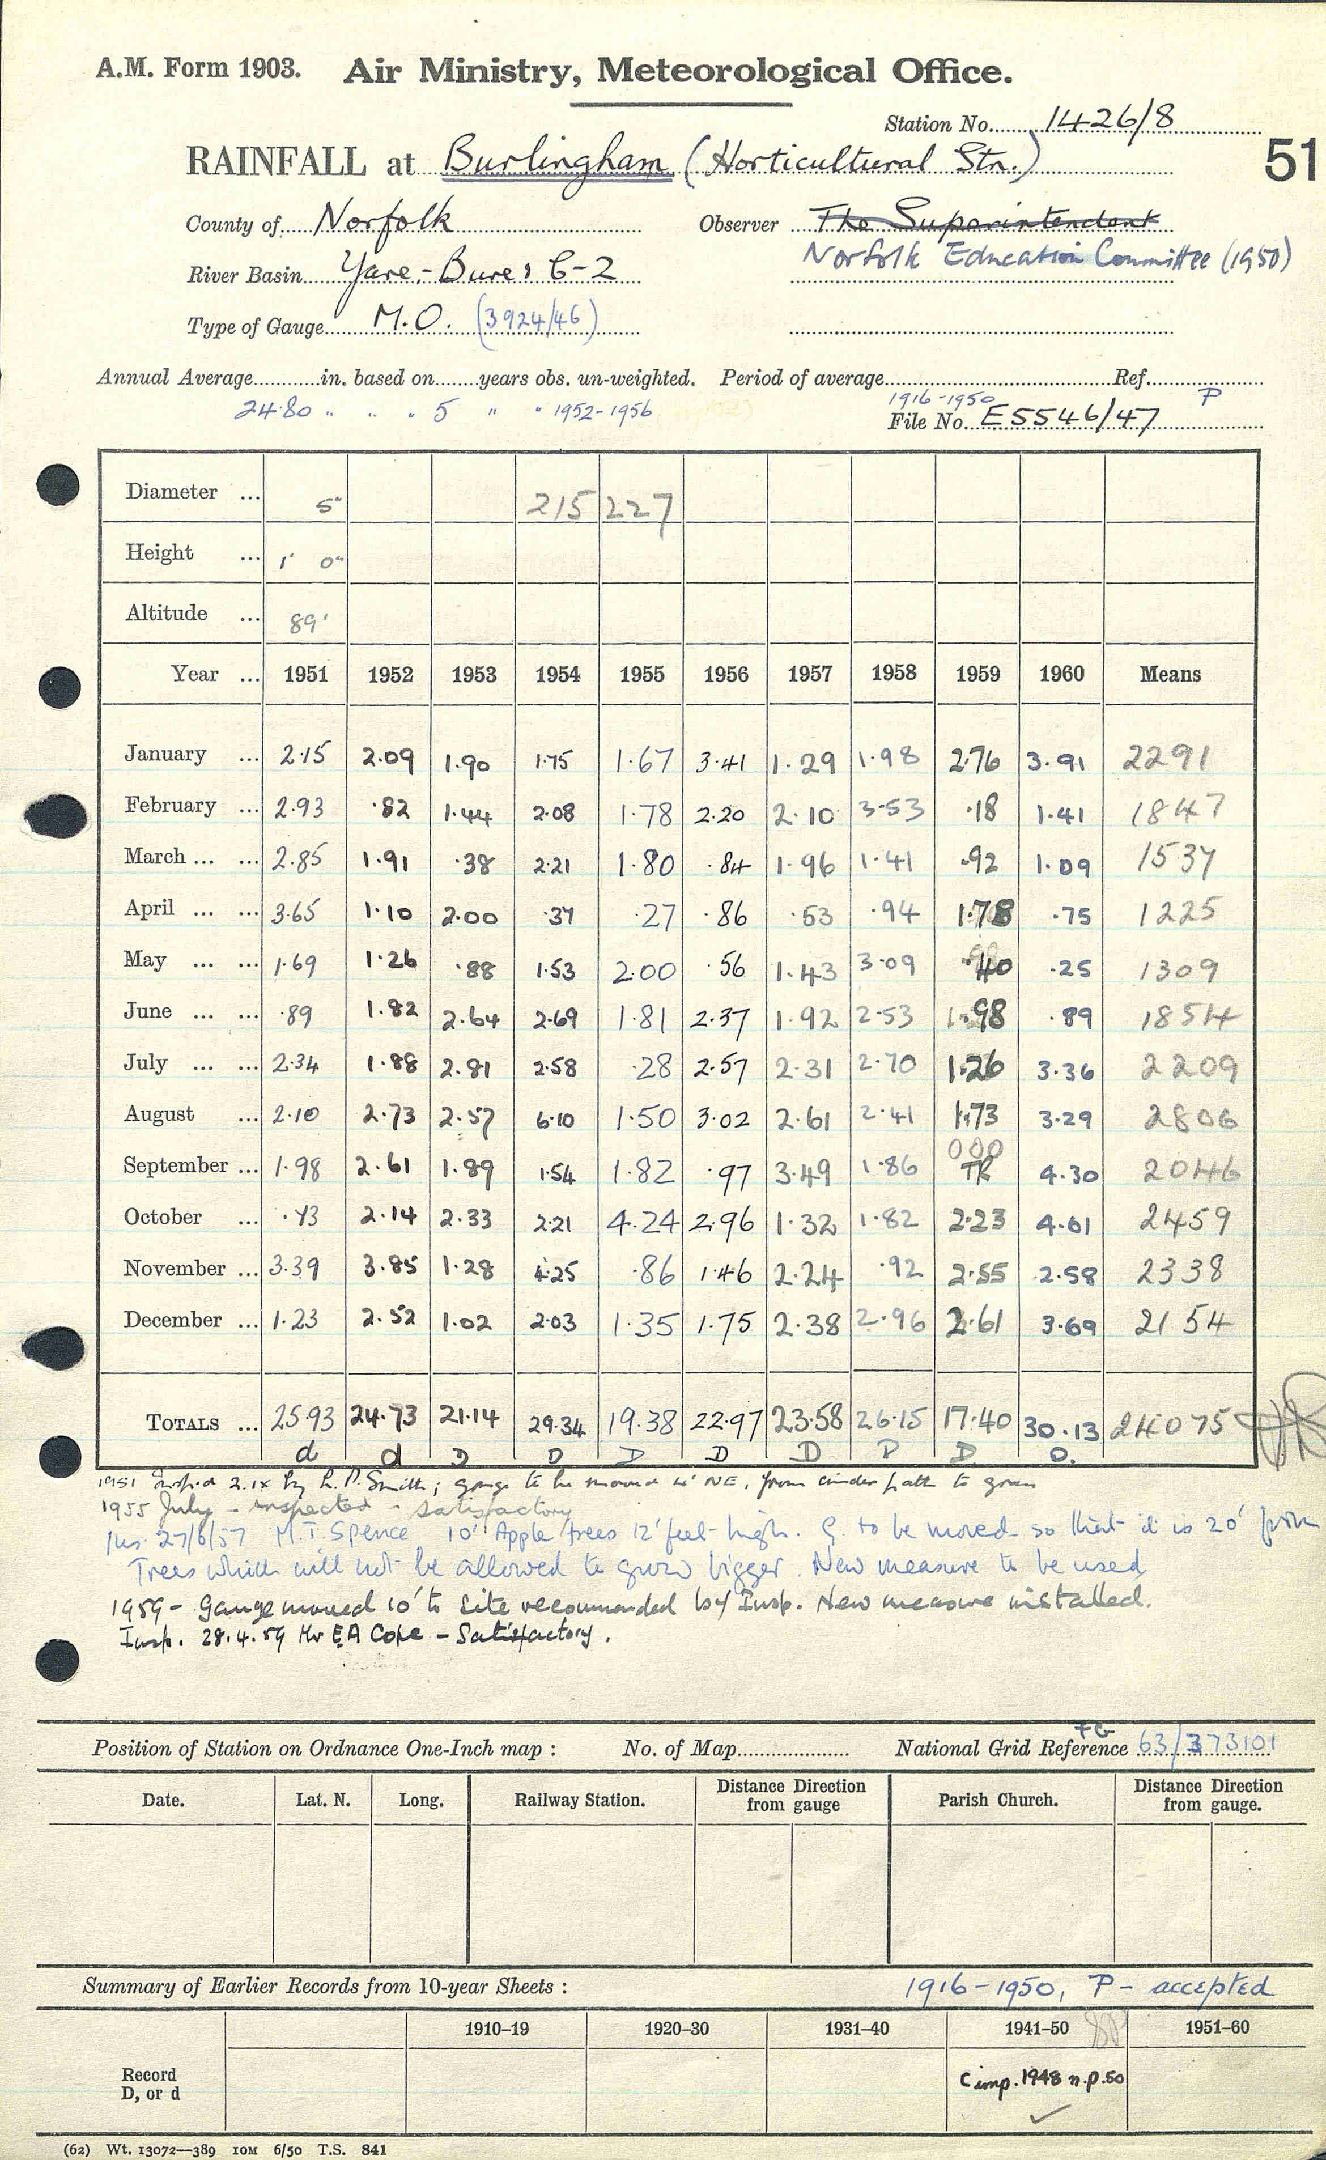 A.M. Form 1903. Air Ministry, Meteorological Office.
Station No. 1426/8
RAINFALL at Burlingham (Horticultural Stn.) 51
County of Norfolk Observer The Superintendent
Norfolk Education Committee (1950)
River Basin Yare-Bure : C-2
Type of Gauge M.O. (3924/46)
Annual Average in. based on years obs. un-weighted. Period of average Ref.
24.80 " " " 5 " " 1952-1956 1916-1950 P
File No. E5546/47
Diameter ... 5" 215 227
Height ... 1' 0"
Altitude ... 89'
Year ... 1951 1952 1953 1954 1955 1956 1957 1958 1959 1960 Means
January ... 2.15 2.09 1.90 1.75 1.67 3.41 1.29 1.98 2.76 3.91 2291
February ... 2.93 .82 1.44 2.08 1.78 2.20 2.10 3.53 .18 1.41 1847
March ... ... 2.85 1.91 .38 2.21 1.80 .84 1.96 1.41 .92 1.09 1537
April ... ... 3.65 1.10 2.00 .37 .27 .86 .53 .94 1.78 .75 1225
May ... ... 1.69 1.26 .88 1.53 2.00 .56 1.43 3.09 .40 .25 1309
June ... ... .89 1.82 2.64 2.69 1.81 2.37 1.92 2.53 .98 .89 1854
July ... ... 2.34 1.88 2.81 2.58 .28 2.57 2.31 2.70 1.26 3.36 2209
August ... 2.10 2.73 2.57 6.10 1.50 3.02 2.61 2.41 1.73 3.29 2806
000
September ... 1.98 2.61 1.89 1.54 1.82 .97 3.49 1.86 TR 4.30 2046
October ... .73 2.14 2.33 2.21 4.24 2.96 1.32 1.82 2.23 4.61 2459
November ... 3.39 3.85 1.28 4.25 .86 1.46 2.24 .92 2.55 2.58 2338
December ... 1.23 2.52 1.02 2.03 1.35 1.75 2.38 2.96 2.61 3.69 2154
TOTALS ... 25.93 24.73 21.14 29.34 19.38 22.97 23.58 26.15 17.40 30.13 24075
d d D D D D D D D D.
1951 2.ix by L. P. Smith; gauge to be moved NE, from cinder path to grass
1955 July - inspected - satisfactory
Ins. 27/6/57 M.T. Spence 10" Apple trees 12' feet high. G. to be moved so that it is 20' from
Trees which will not be allowed to grow bigger. New measure to be used
1959 - Gauge moved 10' to site recommended by Insp. New measure installed.
Insp. 28.4.59 Mr E A Cope - Satisfactory.
Position of Station on Ordnance One-Inch map : No. of Map National Grid Reference TG 63/373101
Date. Lat. N. Long. Railway Station. Distance from gauge Direction Parish Church. Distance from gauge. Direction
Summary of Earlier Records from 10-year Sheets : 1916-1950, P - accepted
1910–19 1920–30 1931–40 1941–50 1951–60
Record
D, or d
C imp. 1948 n.p. 50
(62) Wt. 13072—389 10M 6/50 T.S. 841